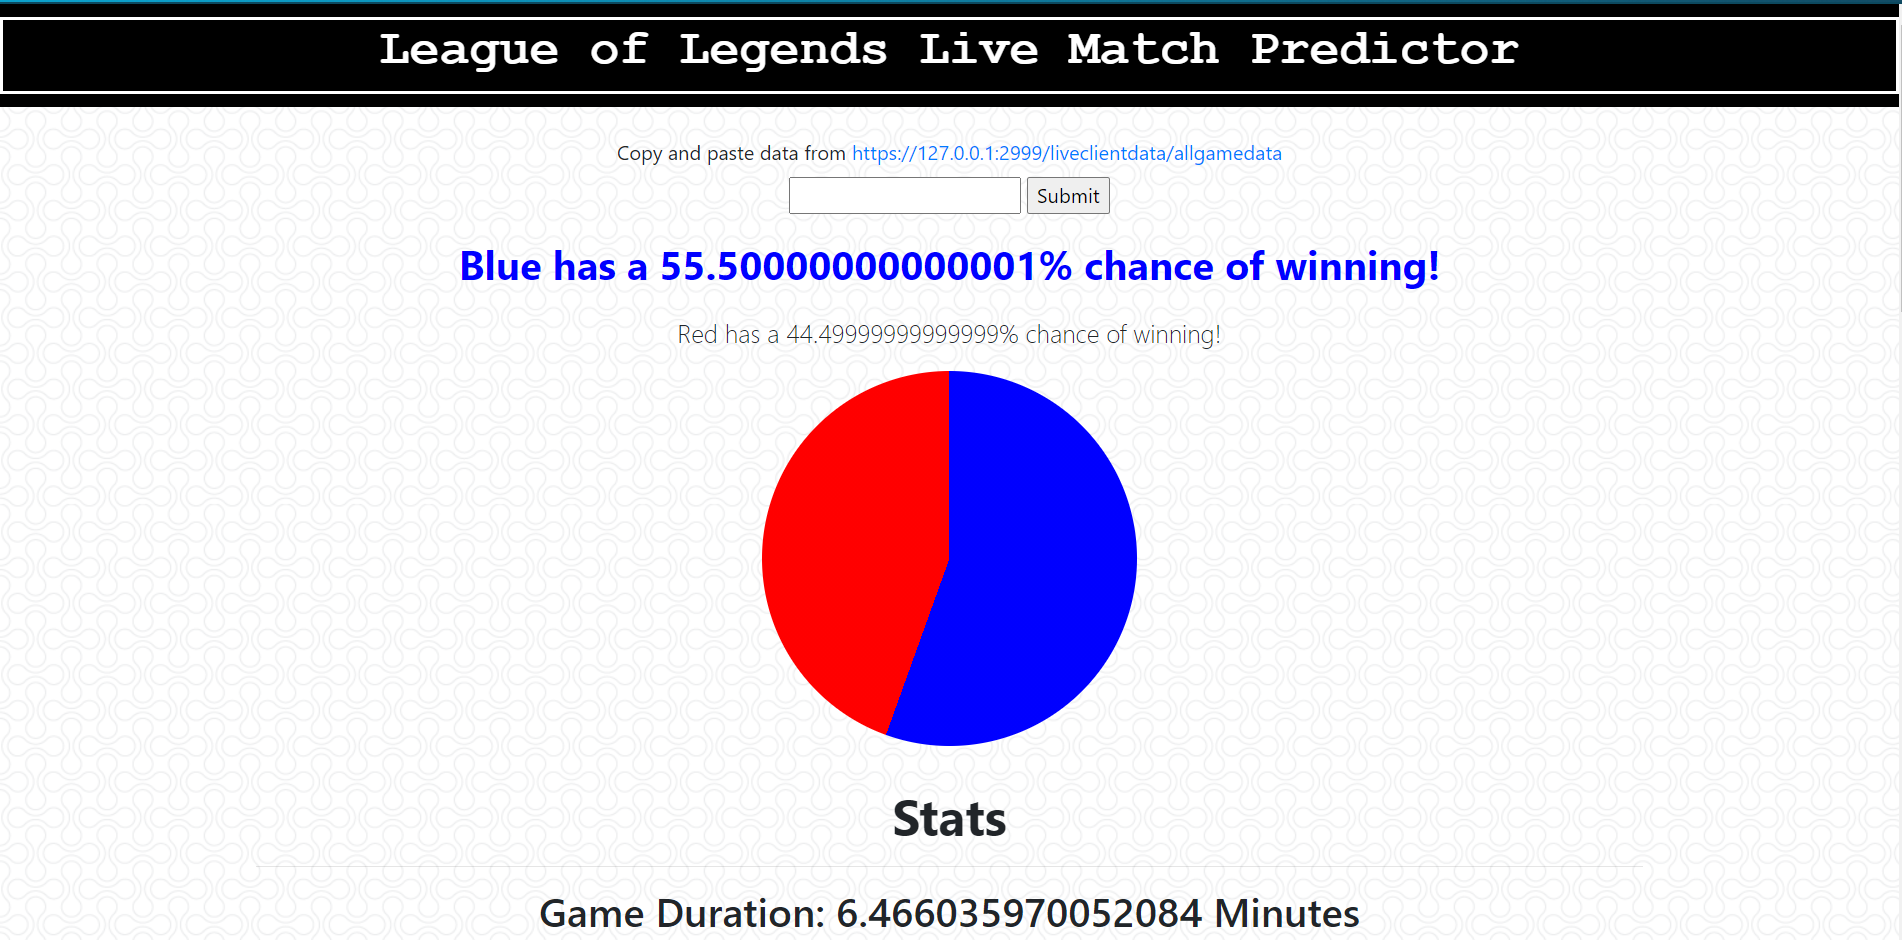 League of Legends Live Match Predictor
Copy and paste data from https://127.0.0.1:2999/liveclientdata/allgamedata
Submit
Blue has a 55.50000000000001% chance of winning!
Red has a 44.49999999999999% chance of winning!
Stats
Game Duration: 6.466035970052084 Minutes